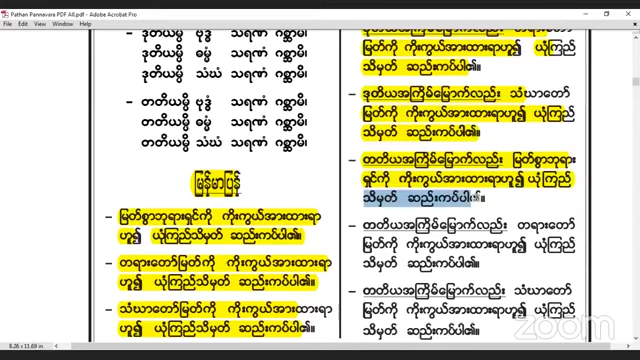 Pathan Pannavara PDF All.pdf - Adobe Acrobat Pro
File Edit View Window Help
- ဒုတိယမ္ပိ ဗုဒ္ဓံ သရဏံ ဂစ္ဆာမိ၊
ဒုတိယမ္ပိ ဓမ္မံ သရဏံ ဂစ္ဆာမိ၊
ဒုတိယမ္ပိ သံဃံ သရဏံ ဂစ္ဆာမိ၊
- တတိယမ္ပိ ဗုဒ္ဓံ သရဏံ ဂစ္ဆာမိ၊
တတိယမ္ပိ ဓမ္မံ သရဏံ ဂစ္ဆာမိ၊
တတိယမ္ပိ သံဃံ သရဏံ ဂစ္ဆာမိ၊
မြန်မာပြန်
- မြတ်စွာဘုရားရှင်ကို ကိုးကွယ်အားထားရာ
ဟူ၍ ယုံကြည်သိမှတ် ဆည်းကပ်ပါ၏။
- တရားတော်မြတ်ကို ကိုးကွယ်အားထားရာ
ဟူ၍ ယုံကြည်သိမှတ် ဆည်းကပ်ပါ၏။
- သံဃာတော်မြတ်ကို ကိုးကွယ်အားထားရာ
ဟူ၍ ယုံကြည်သိမှတ် ဆည်းကပ်ပါ၏။
- ဒုတိယအကြိမ်မြောက်လည်း တရားတော်
မြတ်ကို ကိုးကွယ်အားထားရာဟူ၍ ယုံကြည်
သိမှတ် ဆည်းကပ်ပါ၏။
- ဒုတိယအကြိမ်မြောက်လည်း သံဃာတော်
မြတ်ကို ကိုးကွယ်အားထားရာဟူ၍ ယုံကြည်
သိမှတ် ဆည်းကပ်ပါ၏။
- တတိယအကြိမ်မြောက်လည်း မြတ်စွာဘုရား
ရှင်ကို ကိုးကွယ်အားထားရာဟူ၍ ယုံကြည်
သိမှတ် ဆည်းကပ်ပါ၏။
- တတိယအကြိမ်မြောက်လည်း တရားတော်
မြတ်ကို ကိုးကွယ်အားထားရာဟူ၍ ယုံကြည်
သိမှတ် ဆည်းကပ်ပါ၏။
- တတိယအကြိမ်မြောက်လည်း သံဃာတော်
မြတ်ကို ကိုးကွယ်အားထားရာဟူ၍ ယုံကြည်
သိမှတ် ဆည်းကပ်ပါ၏။
8.26 x 11.69 in
zoom